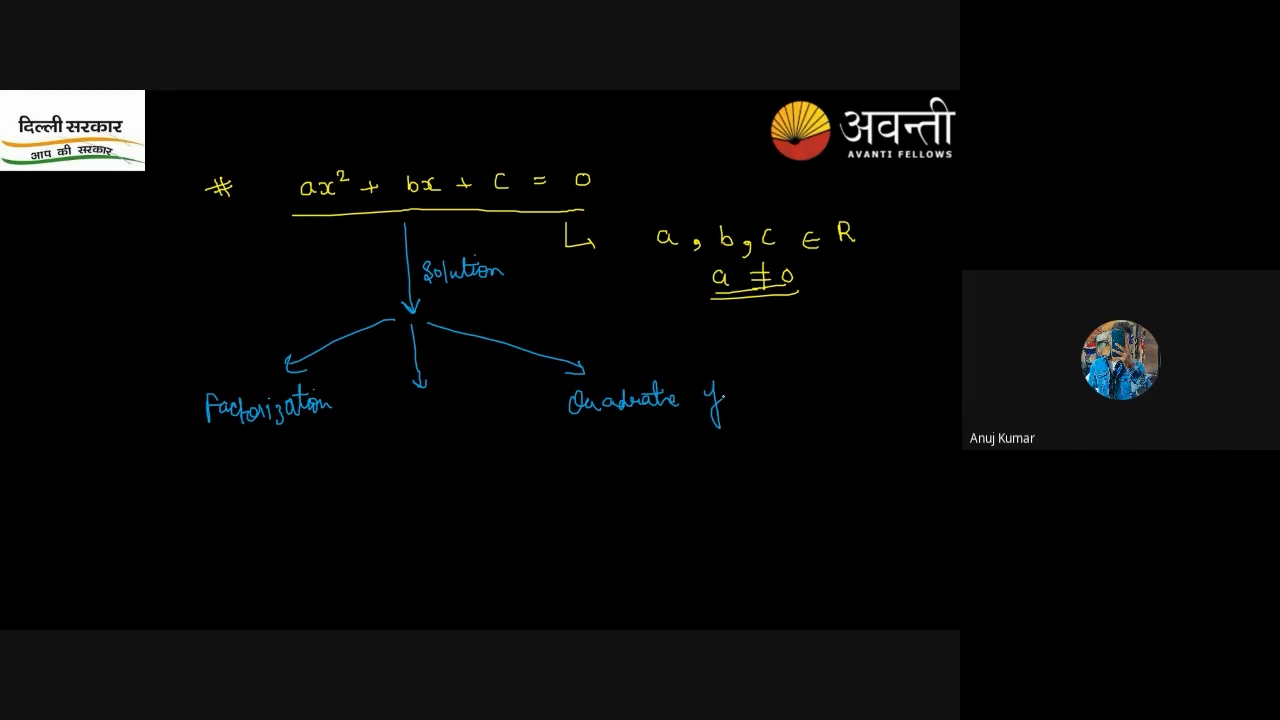 दिल्ली सरकार
आप की सरकार
अवन्ती
AVANTI FELLOWS
# ax² + bx + c = 0
a, b, c ∈ R
a ≠ 0
Solution
Factorization
Quadratic f
Anuj Kumar